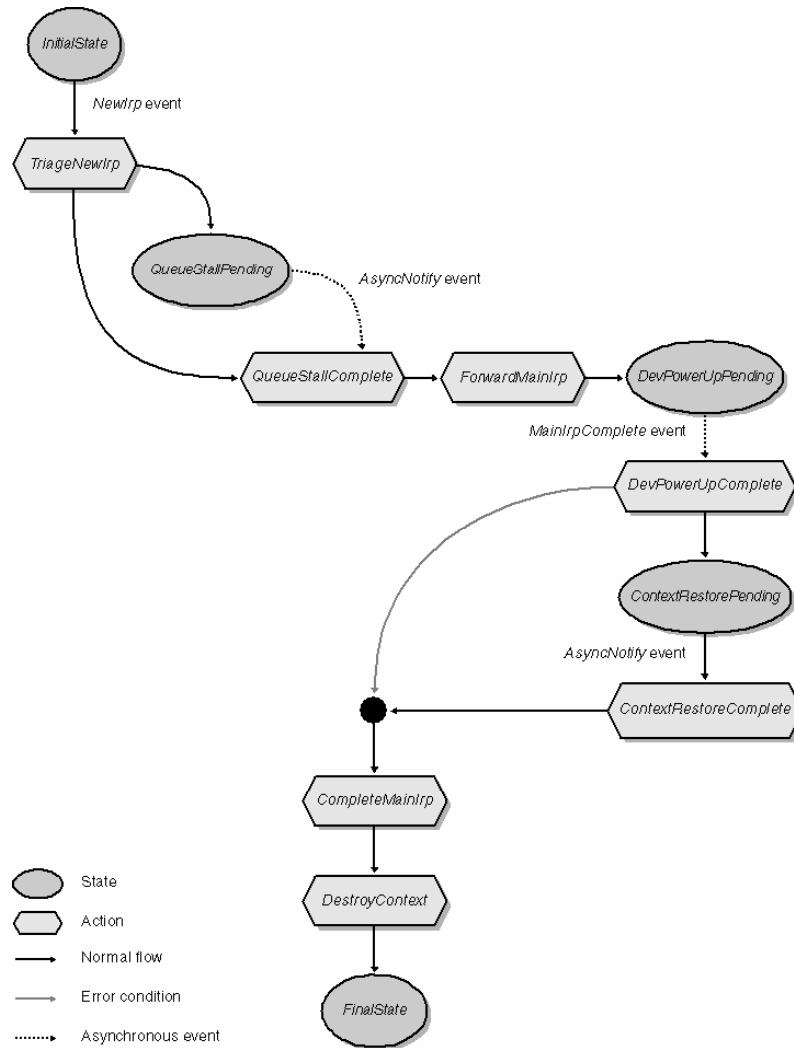 InitialState
NewIrp event
TriageNewIrp
QueueStallPending
AsyncNotify event
QueueStallComplete
ForwardMainIrp
DevPowerUpPending
MainIrpComplete event
DevPowerUpComplete
ContextRestorePending
AsyncNotify event
ContextRestoreComplete
CompleteMainIrp
DestroyContext
FinalState
State
Action
Normal flow
Error condition
Asynchronous event